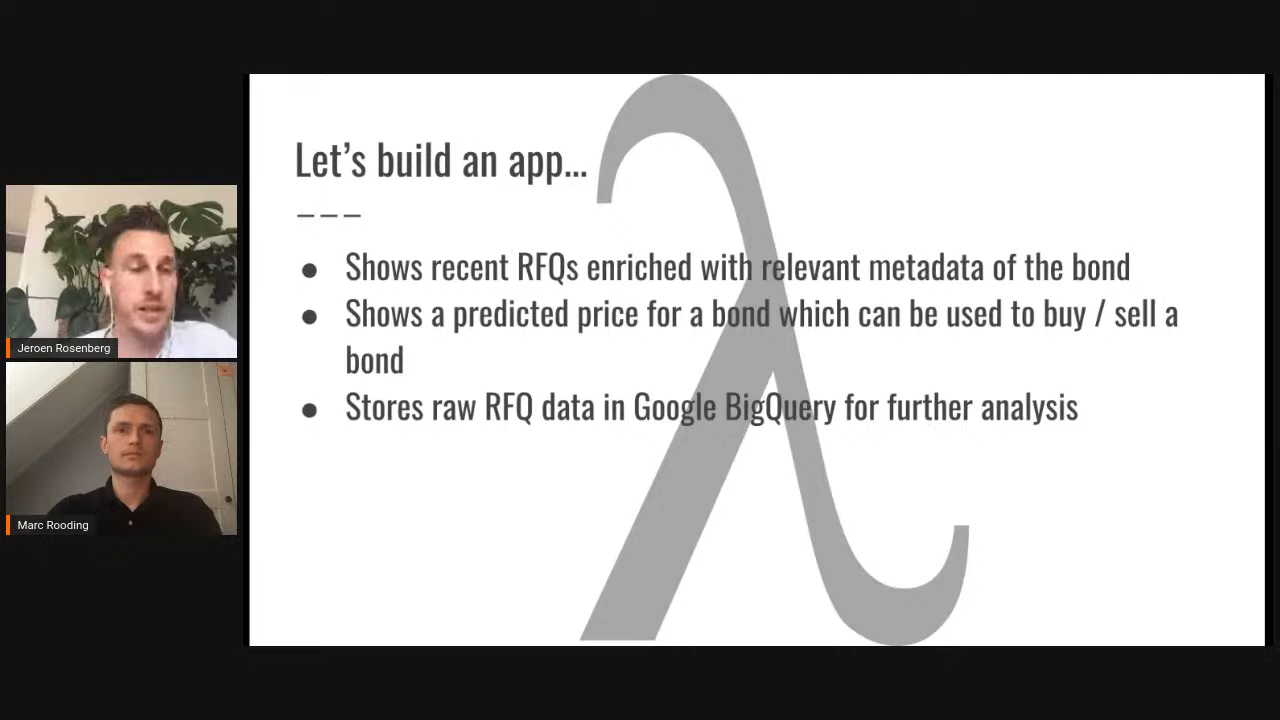 Let's build an app...
———
● Shows recent RFQs enriched with relevant metadata of the bond
● Shows a predicted price for a bond which can be used to buy / sell a
bond
● Stores raw RFQ data in Google BigQuery for further analysis
λ
Jeroen Rosenberg
Marc Rooding